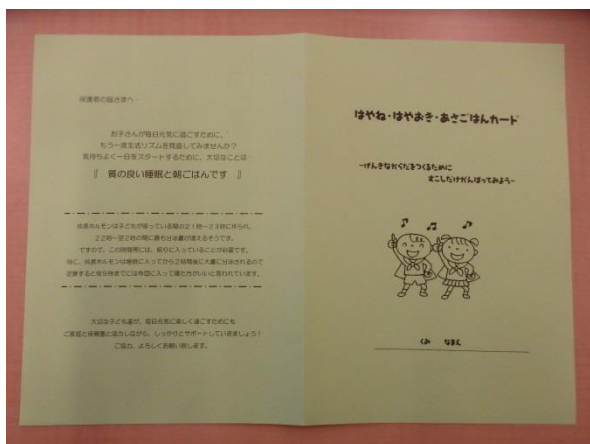 保護者の皆さまへ
お子さんが毎日元気に過ごすために、
もう一度生活リズムを見直してみませんか?
気持ちよく一日をスタートするために、大切なことは
『 質の良い睡眠と朝ごはんです 』
成長ホルモンは子どもが眠っている間の21時~23時に作られ、
22時~翌2時の間に最も分泌量が増えるそうです。
ですので、この時間帯には、眠りに入っていることが必要です。
特に、成長ホルモンは睡眠に入ってから2時間後に大量に分泌されるので
逆算すると夜9時までには布団に入って寝た方がいいと言われています。
大切な子ども達が、毎日元気に楽しく過ごすためにも
ご家庭と保育園と協力しながら、しっかりとサポートしていきましょう!
ご協力、よろしくお願い致します。
はやね・はやおき・あさごはんカード
~げんきなからだをつくるために
すこしだけがんばってみよう~
くみ なまえ